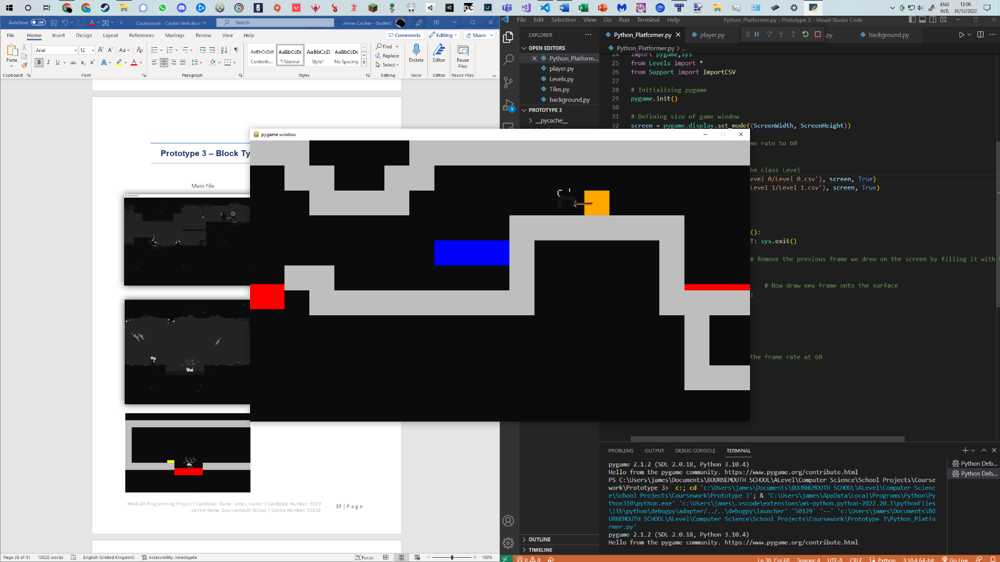 ENG
INTL
13:06
31/12/2022
AutoSave Off
Coursework - Cocker Ver4.docx
Search
James Cocker - Student
File Home Insert Design Layout References Mailings Review View Help
Comments Editing Share
Paste
Arial 12
Find
Replace
Select
AaBbCcDc AaBbCcDc AaBbCcD AaBbCcDc
Contents... ¶ Normal Style1 No Spacing
Dictate Editor Reuse Files
Clipboard Font Paragraph Styles Editing Voice Editor Reuse Files
Prototype 3 – Block Ty
Main File
H446-03 Programming Project | Candidate Name: James Cocker | Candidate Number: 6029
Centre Name: Bournemouth School | Centre Number: 55119
37 | P a g e
Page 38 of 41 10020 words English (United Kingdom) Accessibility: Investigate Focus 100%
pygame window
File Edit Selection View Go Run Terminal Help
Python_Platformer.py - Prototype 3 - Visual Studio Code
EXPLORER
OPEN EDITORS
Python_Platform...
player.py
Levels.py
Tiles.py
background.py
PROTOTYPE 3
__pycache__
OUTLINE
TIMELINE
Python_Platformer.py player.py .py background.py
Python_Platformer.py > ...
24 import pygame,sys
25 from Levels import *
26 from Support import ImportCSV
27
28 # Initialising pygame
29 pygame.init()
30
31 # Defining size of game window
32 screen = pygame.display.set_mode((ScreenWidth, ScreenHeight))
me rate to 60
he class Level
evel 0/Level 0.csv'), screen, True)
Level 1/Level 1.csv'), screen, True)
():
T: sys.exit()
# Remove the previous frame we drew on the screen by filling it with
# Now draw new frame onto the surface
:
the frame rate at 60
PROBLEMS OUTPUT DEBUG CONSOLE TERMINAL
Python Deb...
Python Deb...
pygame 2.1.2 (SDL 2.0.18, Python 3.10.4)
Hello from the pygame community. https://www.pygame.org/contribute.html
PS C:\Users\james\Documents\BOURNEMOUTH SCHOOL\ALevel\Computer Science\School Projects\Course
work\Prototype 3> c:; cd 'c:\Users\james\Documents\BOURNEMOUTH SCHOOL\ALevel\Computer Scienc
e\School Projects\Coursework\Prototype 3'; & 'C:\Users\james\AppData\Local\Programs\Python\Py
thon310\python.exe' 'c:\Users\james\.vscode\extensions\ms-python.python-2022.20.1\pythonFiles
\lib\python\debugpy\adapter/../..\debugpy\launcher' '50129' '--' 'c:\Users\james\Documents\BO
URNEMOUTH SCHOOL\ALevel\Computer Science\School Projects\Coursework\Prototype 3\Python_Platfo
rmer.py'
pygame 2.1.2 (SDL 2.0.18, Python 3.10.4)
Hello from the pygame community. https://www.pygame.org/contribute.html
0 0 Ln 38, Col 68 Spaces: 4 UTF-8 CRLF Python 3.10.4 64-bit Go Live